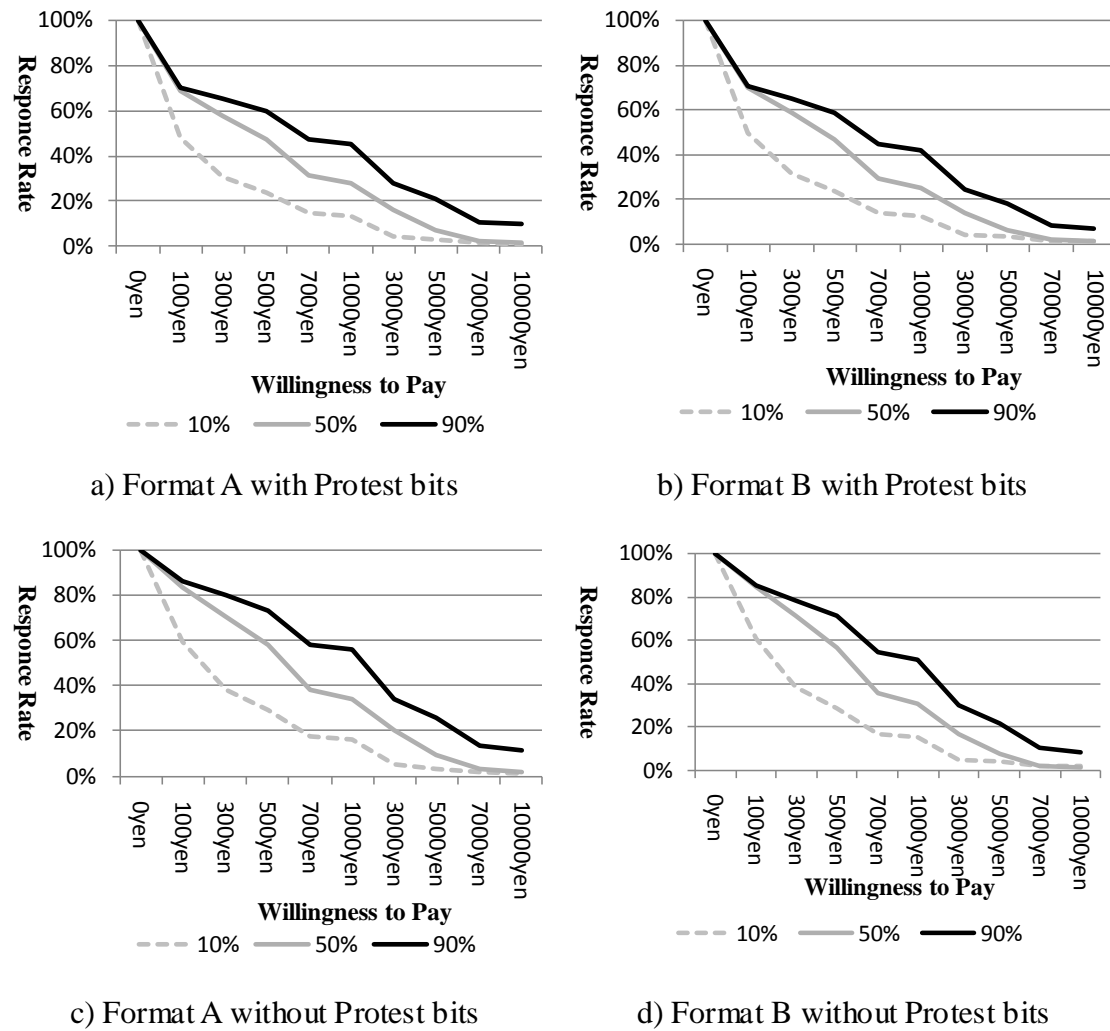 100%
80%
60%
40%
20%
0%
Responce Rate
0yen
100yen
300yen
500yen
700yen
1000yen
3000yen
5000yen
7000yen
10000yen
Willingness to Pay
10% 50% 90%
a) Format A with Protest bits
100%
80%
60%
40%
20%
0%
Responce Rate
0yen
100yen
300yen
500yen
700yen
1000yen
3000yen
5000yen
7000yen
10000yen
Willingness to Pay
10% 50% 90%
b) Format B with Protest bits
100%
80%
60%
40%
20%
0%
Responce Rate
0yen
100yen
300yen
500yen
700yen
1000yen
3000yen
5000yen
7000yen
10000yen
Willingness to Pay
10% 50% 90%
c) Format A without Protest bits
100%
80%
60%
40%
20%
0%
Responce Rate
0yen
100yen
300yen
500yen
700yen
1000yen
3000yen
5000yen
7000yen
10000yen
Willingness to Pay
10% 50% 90%
d) Format B without Protest bits